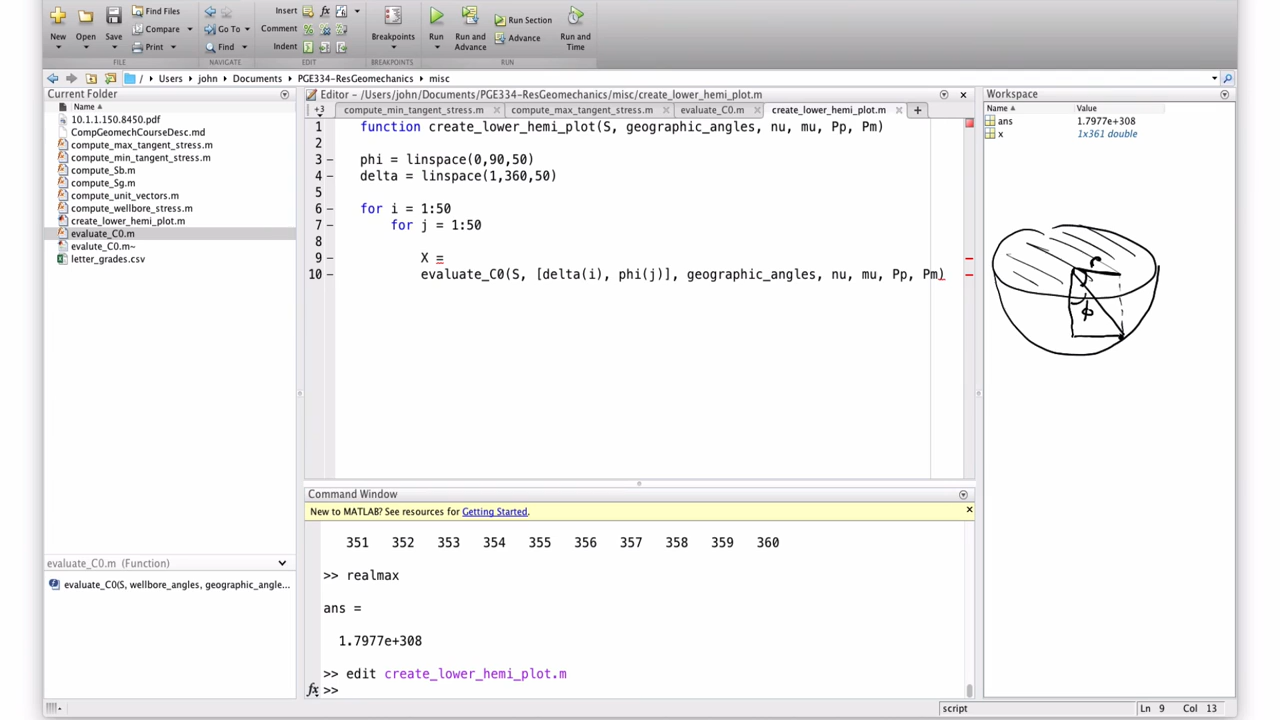 New
Open
Save
Find Files
Compare
Print
FILE
Go To
Find
NAVIGATE
Insert fx
Comment
Indent
EDIT
Breakpoints
BREAKPOINTS
Run
Run and
Advance
Run Section
Advance
Run and
Time
RUN
/ ▸ Users ▸ john ▸ Documents ▸ PGE334-ResGeomechanics ▸ misc
Current Folder
Name
10.1.1.150.8450.pdf
CompGeomechCourseDesc.md
compute_max_tangent_stress.m
compute_min_tangent_stress.m
compute_Sb.m
compute_Sg.m
compute_unit_vectors.m
compute_wellbore_stress.m
create_lower_hemi_plot.m
evaluate_C0.m
evalute_C0.m~
letter_grades.csv
evaluate_C0.m (Function)
evaluate_C0(S, wellbore_angles, geographic_angle...
Editor – /Users/john/Documents/PGE334-ResGeomechanics/misc/create_lower_hemi_plot.m
+3 compute_min_tangent_stress.m compute_max_tangent_stress.m evaluate_C0.m create_lower_hemi_plot.m
1 function create_lower_hemi_plot(S, geographic_angles, nu, mu, Pp, Pm)
2
3 – phi = linspace(0,90,50)
4 – delta = linspace(1,360,50)
5
6 – for i = 1:50
7 – for j = 1:50
8
9 – X =
10 – evaluate_C0(S, [delta(i), phi(j)], geographic_angles, nu, mu, Pp, Pm)
Command Window
New to MATLAB? See resources for Getting Started.
351 352 353 354 355 356 357 358 359 360
>> realmax
ans =
1.7977e+308
>> edit create_lower_hemi_plot.m
fx >>
Workspace
Name Value
ans 1.7977e+308
x 1x361 double
r
ϕ
script Ln 9 Col 13